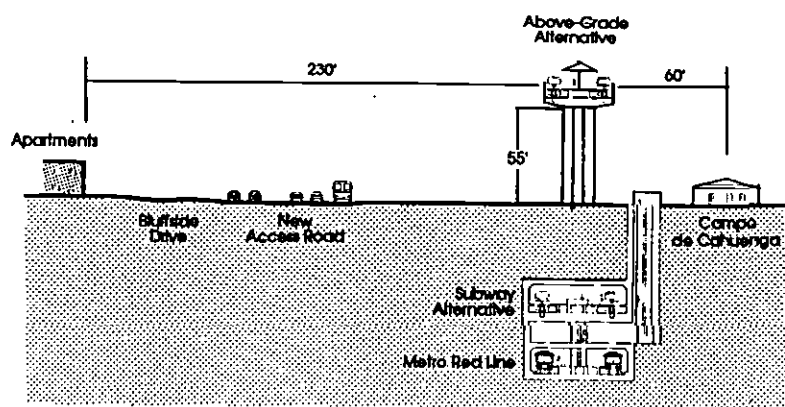 Above-Grade
Alternative
230'
60'
Apartments
55'
Bluffside
Drive
New
Access Road
Campo
de Cahuenga
Subway
Alternative
Metro Red Line